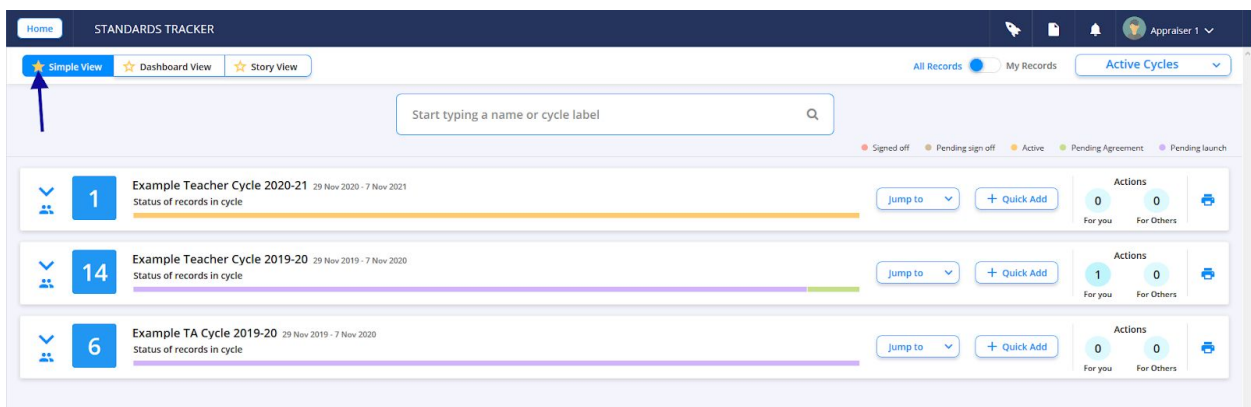 Home STANDARDS TRACKER Appraiser 1
Simple View Dashboard View Story View All Records My Records Active Cycles
Start typing a name or cycle label
Signed off Pending sign off Active Pending Agreement Pending launch
Example Teacher Cycle 2020-21 29 Nov 2020 - 7 Nov 2021 Actions
1 Status of records in cycle Jump to + Quick Add 0 0
For you For Others
Example Teacher Cycle 2019-20 29 Nov 2019 - 7 Nov 2020 Actions
14 Status of records in cycle Jump to + Quick Add 1 0
For you For Others
Example TA Cycle 2019-20 29 Nov 2019 - 7 Nov 2020 Actions
6 Status of records in cycle Jump to + Quick Add 0 0
For you For Others